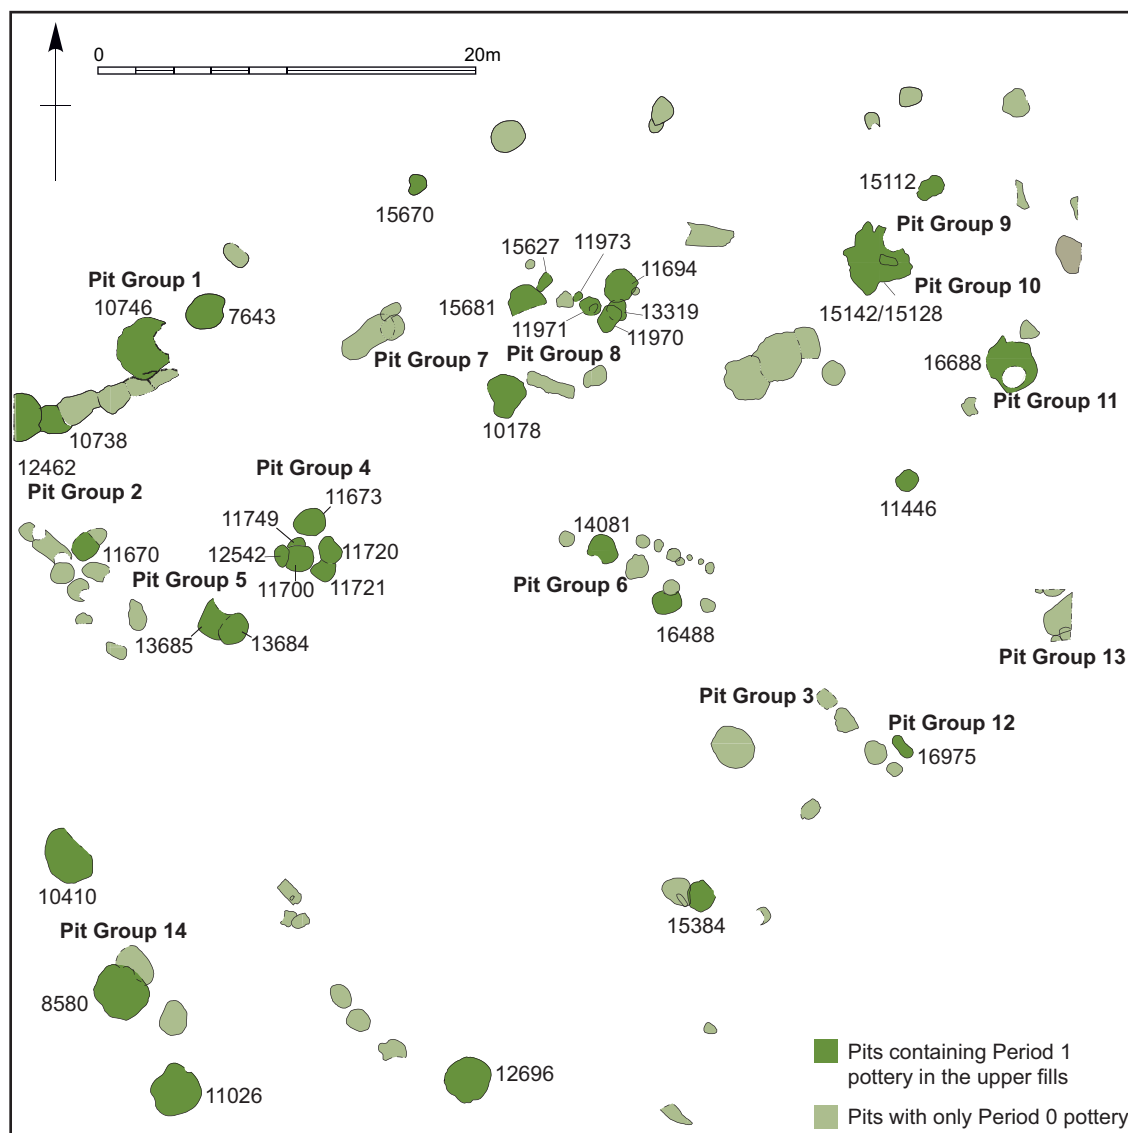 0 20m
15670
15112
Pit Group 9
15627
11973
11694
Pit Group 1
10746
7643
15681
13319
11971
11970
Pit Group 10
15142/15128
Pit Group 7
Pit Group 8
16688
Pit Group 11
10178
10738
12462
Pit Group 2
Pit Group 4
11673
11446
11749
14081
12542
11720
11670
Pit Group 5
11700
11721
Pit Group 6
13685
13684
16488
Pit Group 13
Pit Group 3
Pit Group 12
16975
10410
15384
Pit Group 14
8580
11026
12696
Pits containing Period 1
pottery in the upper fills
Pits with only Period 0 pottery